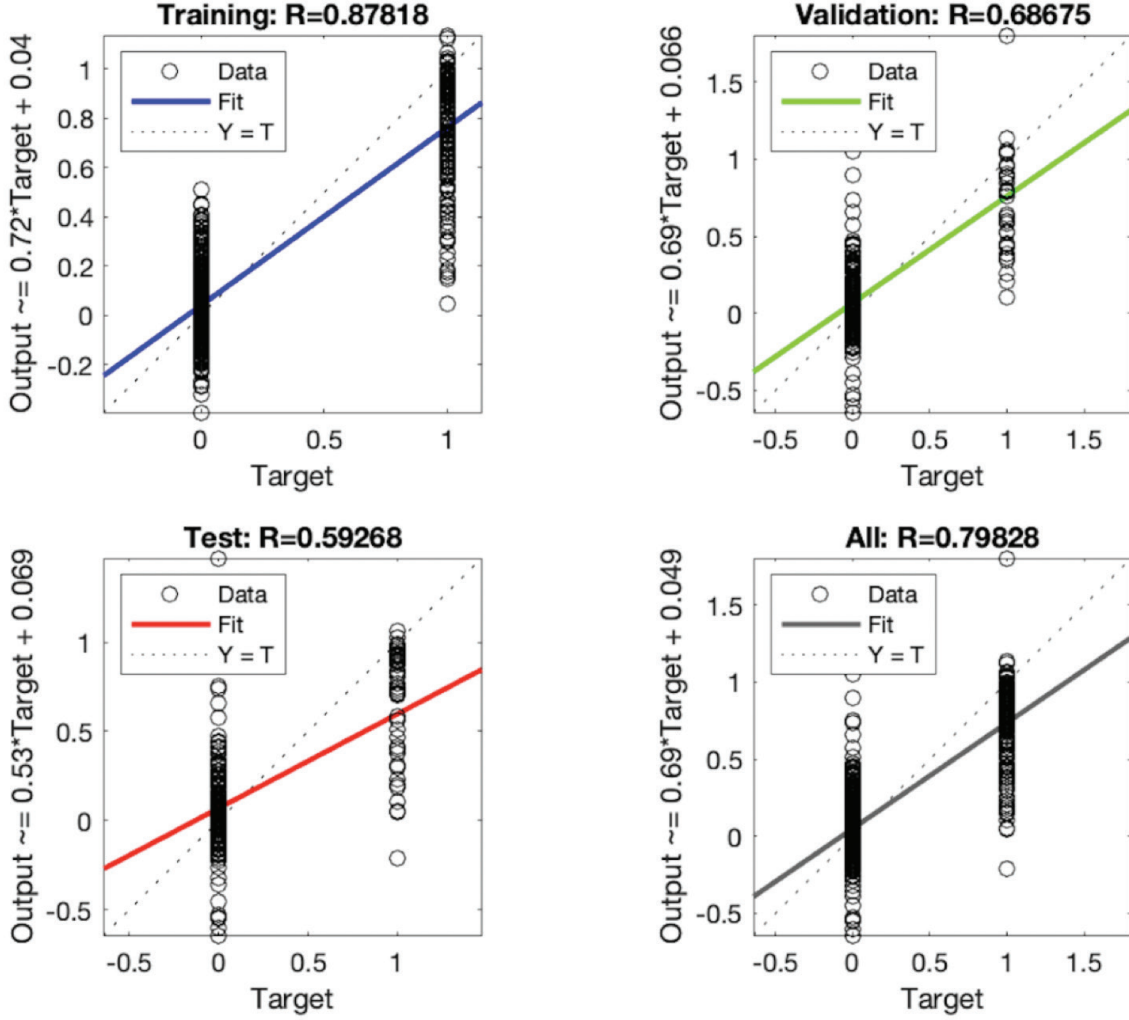 Training: R=0.87818
Output ~= 0.72*Target + 0.04
Data
Fit
Y = T
1
0.8
0.6
0.4
0.2
0
-0.2
0
0.5
1
Target
Validation: R=0.68675
Output ~= 0.69*Target + 0.066
Data
Fit
Y = T
1.5
1
0.5
0
-0.5
-0.5
0
0.5
1
1.5
Target
Test: R=0.59268
Output ~= 0.53*Target + 0.069
Data
Fit
Y = T
1
0.5
0
-0.5
-0.5
0
0.5
1
Target
All: R=0.79828
Output ~= 0.69*Target + 0.049
Data
Fit
Y = T
1.5
1
0.5
0
-0.5
-0.5
0
0.5
1
1.5
Target